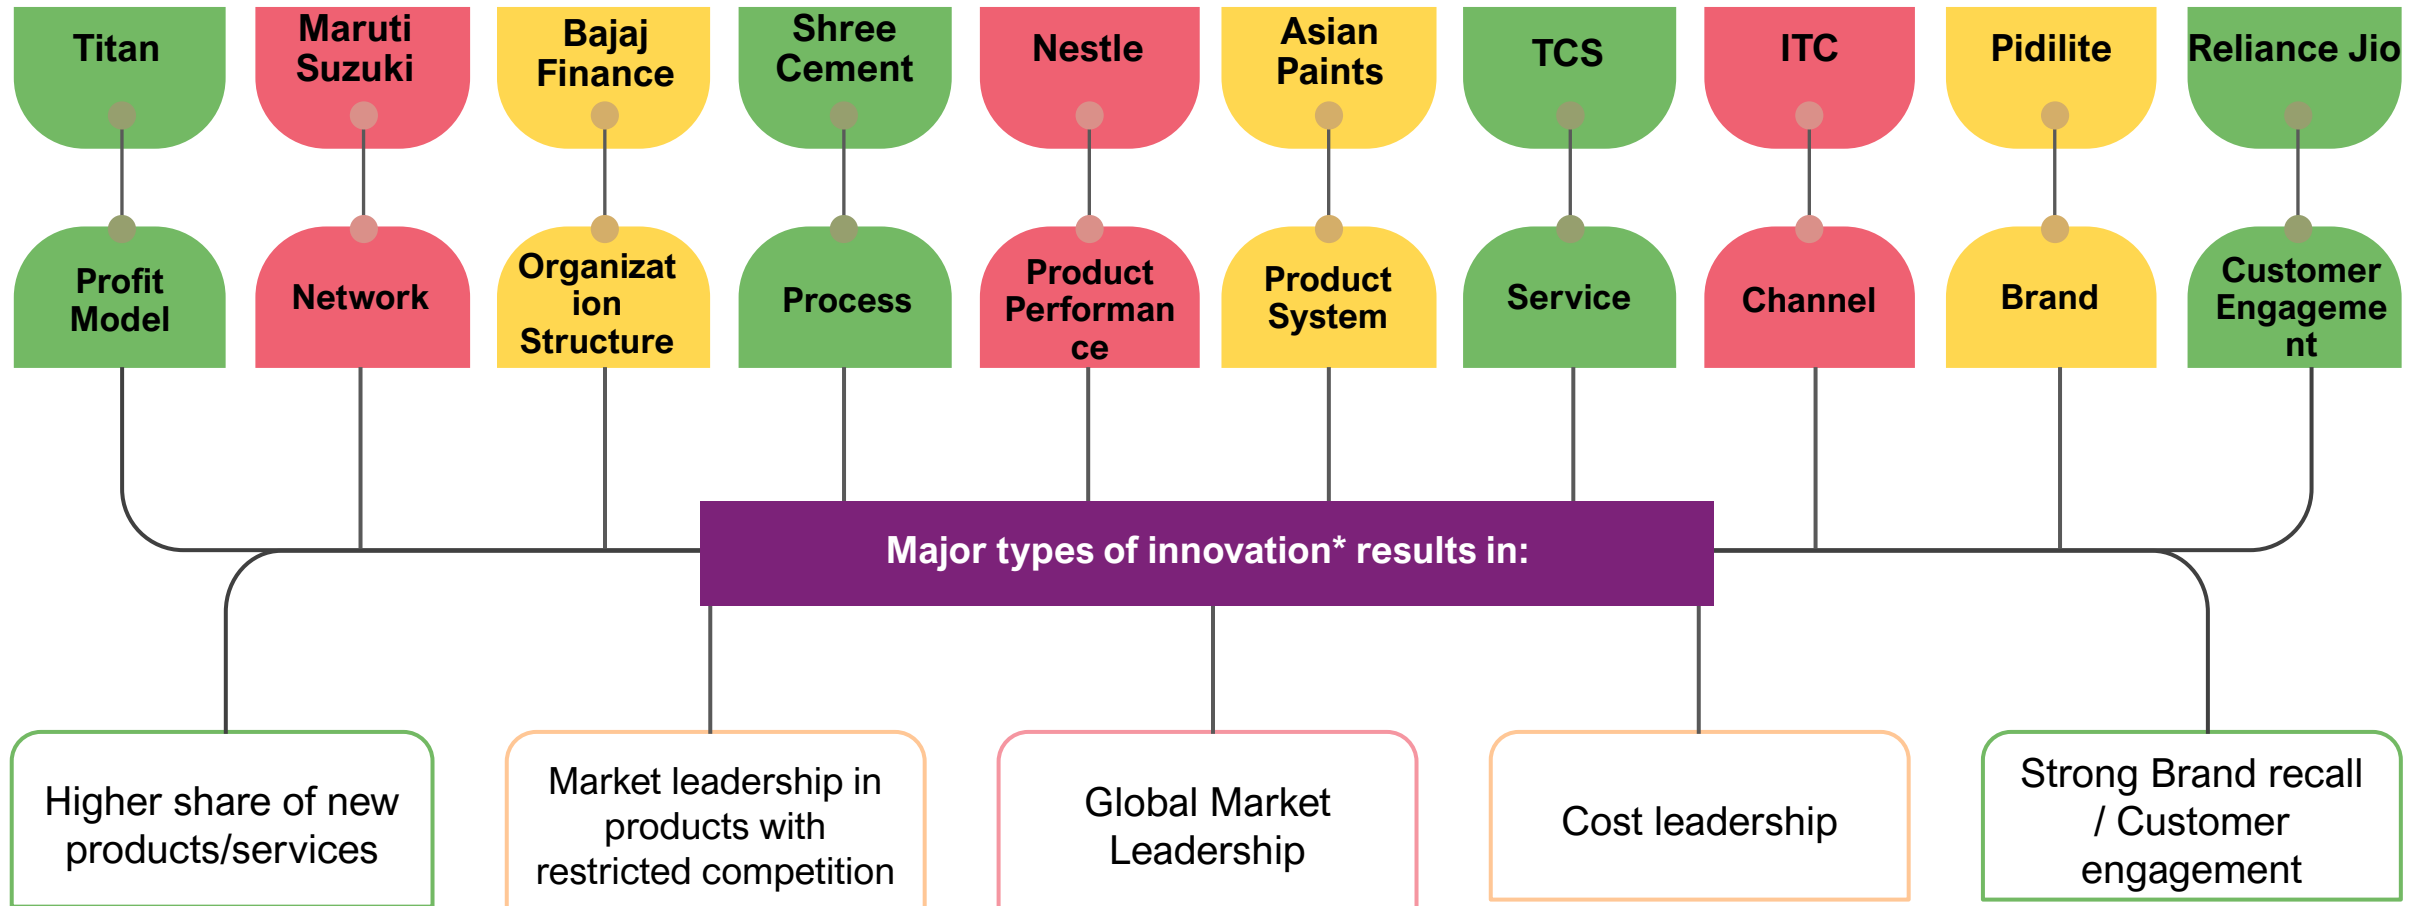 Titan
Maruti
Suzuki
Bajaj
Finance
Shree
Cement
Nestle
Asian
Paints
TCS
ITC
Pidilite
Reliance Jio
Profit
Model
Network
Organizat
ion
Structure
Process
Product
Performan
ce
Product
System
Service
Channel
Brand
Customer
Engageme
nt
Major types of innovation* results in:
Higher share of new
products/services
Market leadership in
products with
restricted competition
Global Market
Leadership
Cost leadership
Strong Brand recall
/ Customer
engagement